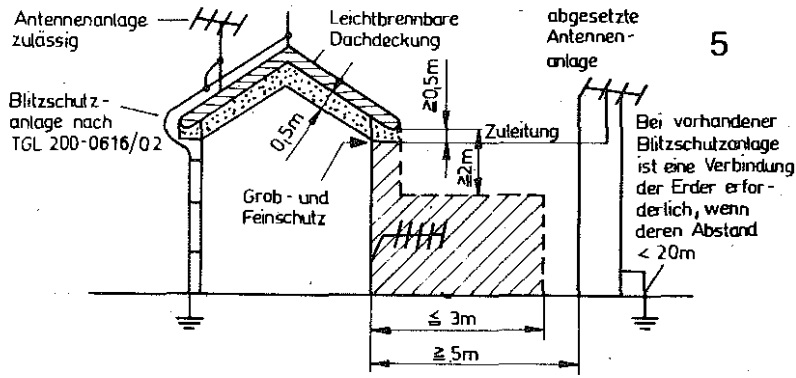 Antennenanlage
zulässig
Leichtbrennbare
Dachdeckung
abgesetzte
Antennen-
anlage
5
Blitzschutz-
anlage nach
TGL 200-0616/02
0,5m
≧0,5m
Zuleitung
≧2m
Grob- und
Feinschutz
Bei vorhandener
Blitzschutzanlage
ist eine Verbindung
der Erder erfor-
derlich, wenn
deren Abstand
< 20m
≦ 3m
≧ 5m